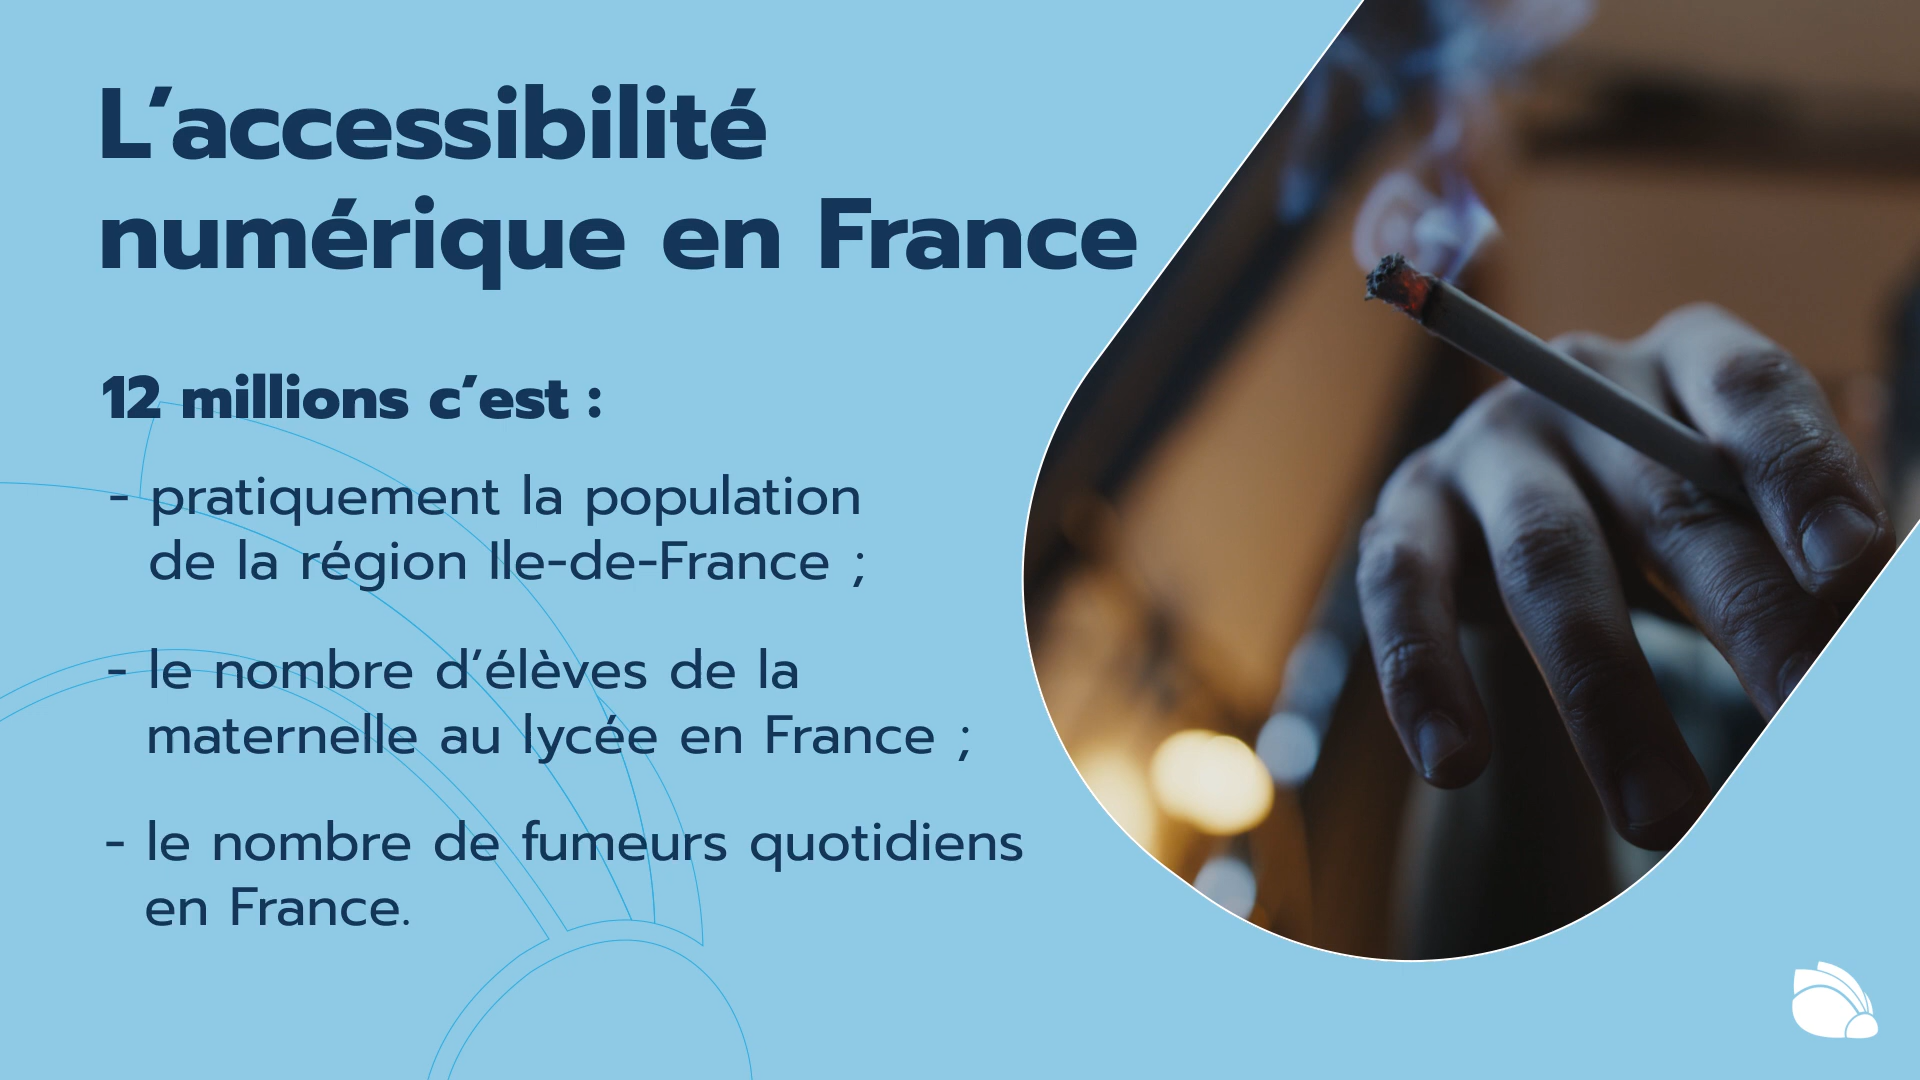 L’accessibilité
numérique en France
12 millions c’est :
- pratiquement la population
de la région Ile-de-France ;
- le nombre d’élèves de la
maternelle au lycée en France ;
- le nombre de fumeurs quotidiens
en France.